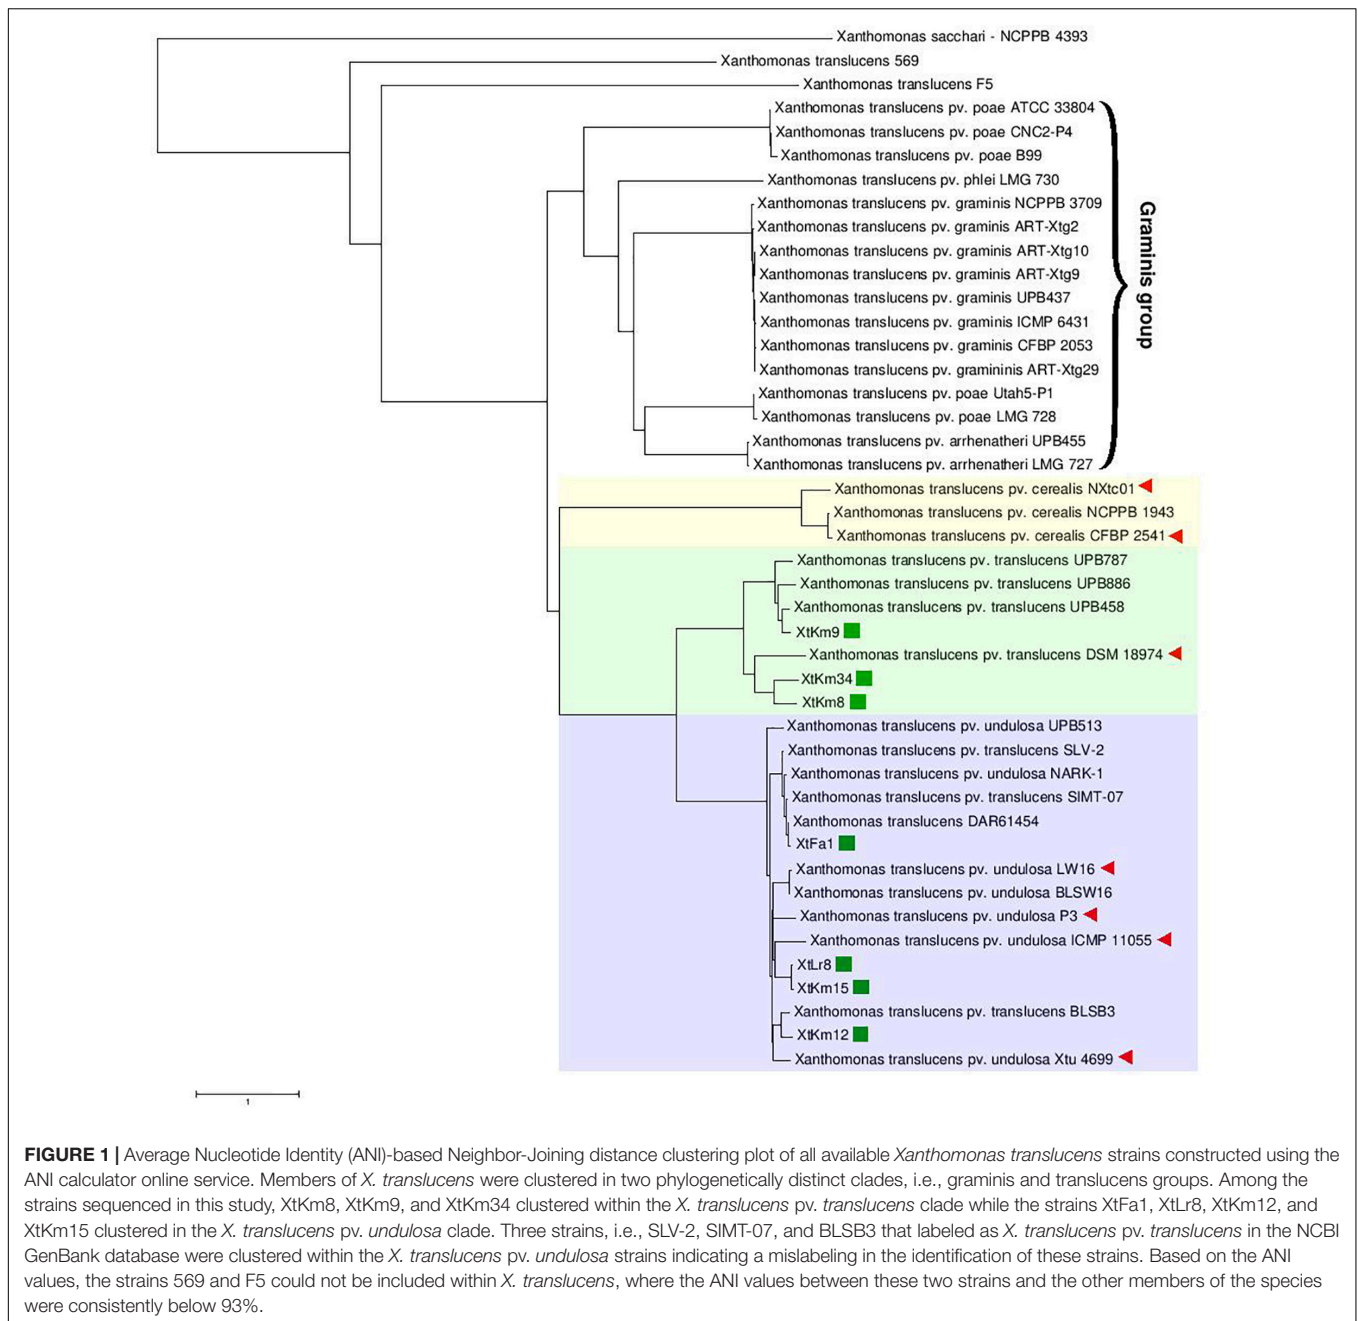 Xanthomonas sacchari - NCPPB 4393
Xanthomonas translucens 569
Xanthomonas translucens F5
Xanthomonas translucens pv. poae ATCC 33804
Xanthomonas translucens pv. poae CNC2-P4
Xanthomonas translucens pv. poae B99
Xanthomonas translucens pv. phlei LMG 730
Xanthomonas translucens pv. graminis NCPPB 3709
Xanthomonas translucens pv. graminis ART-Xtg2
Xanthomonas translucens pv. graminis ART-Xtg10
Xanthomonas translucens pv. graminis ART-Xtg9
Xanthomonas translucens pv. graminis UPB437
Xanthomonas translucens pv. graminis ICMP 6431
Xanthomonas translucens pv. graminis CFBP 2053
Xanthomonas translucens pv. gramininis ART-Xtg29
Xanthomonas translucens pv. poae Utah5-P1
Xanthomonas translucens pv. poae LMG 728
Xanthomonas translucens pv. arrhenatheri UPB455
Xanthomonas translucens pv. arrhenatheri LMG 727
Graminis group
Xanthomonas translucens pv. cerealis NXtc01
Xanthomonas translucens pv. cerealis NCPPB 1943
Xanthomonas translucens pv. cerealis CFBP 2541
Xanthomonas translucens pv. translucens UPB787
Xanthomonas translucens pv. translucens UPB886
Xanthomonas translucens pv. translucens UPB458
XtKm9
Xanthomonas translucens pv. translucens DSM 18974
XtKm34
XtKm8
Xanthomonas translucens pv. undulosa UPB513
Xanthomonas translucens pv. translucens SLV-2
Xanthomonas translucens pv. undulosa NARK-1
Xanthomonas translucens pv. translucens SIMT-07
Xanthomonas translucens DAR61454
XtFa1
Xanthomonas translucens pv. undulosa LW16
Xanthomonas translucens pv. undulosa BLSW16
Xanthomonas translucens pv. undulosa P3
Xanthomonas translucens pv. undulosa ICMP 11055
XtLr8
XtKm15
Xanthomonas translucens pv. translucens BLSB3
XtKm12
Xanthomonas translucens pv. undulosa Xtu 4699
1
FIGURE 1 | Average Nucleotide Identity (ANI)-based Neighbor-Joining distance clustering plot of all available Xanthomonas translucens strains constructed using the
ANI calculator online service. Members of X. translucens were clustered in two phylogenetically distinct clades, i.e., graminis and translucens groups. Among the
strains sequenced in this study, XtKm8, XtKm9, and XtKm34 clustered within the X. translucens pv. translucens clade while the strains XtFa1, XtLr8, XtKm12, and
XtKm15 clustered in the X. translucens pv. undulosa clade. Three strains, i.e., SLV-2, SIMT-07, and BLSB3 that labeled as X. translucens pv. translucens in the NCBI
GenBank database were clustered within the X. translucens pv. undulosa strains indicating a mislabeling in the identification of these strains. Based on the ANI
values, the strains 569 and F5 could not be included within X. translucens, where the ANI values between these two strains and the other members of the species
were consistently below 93%.